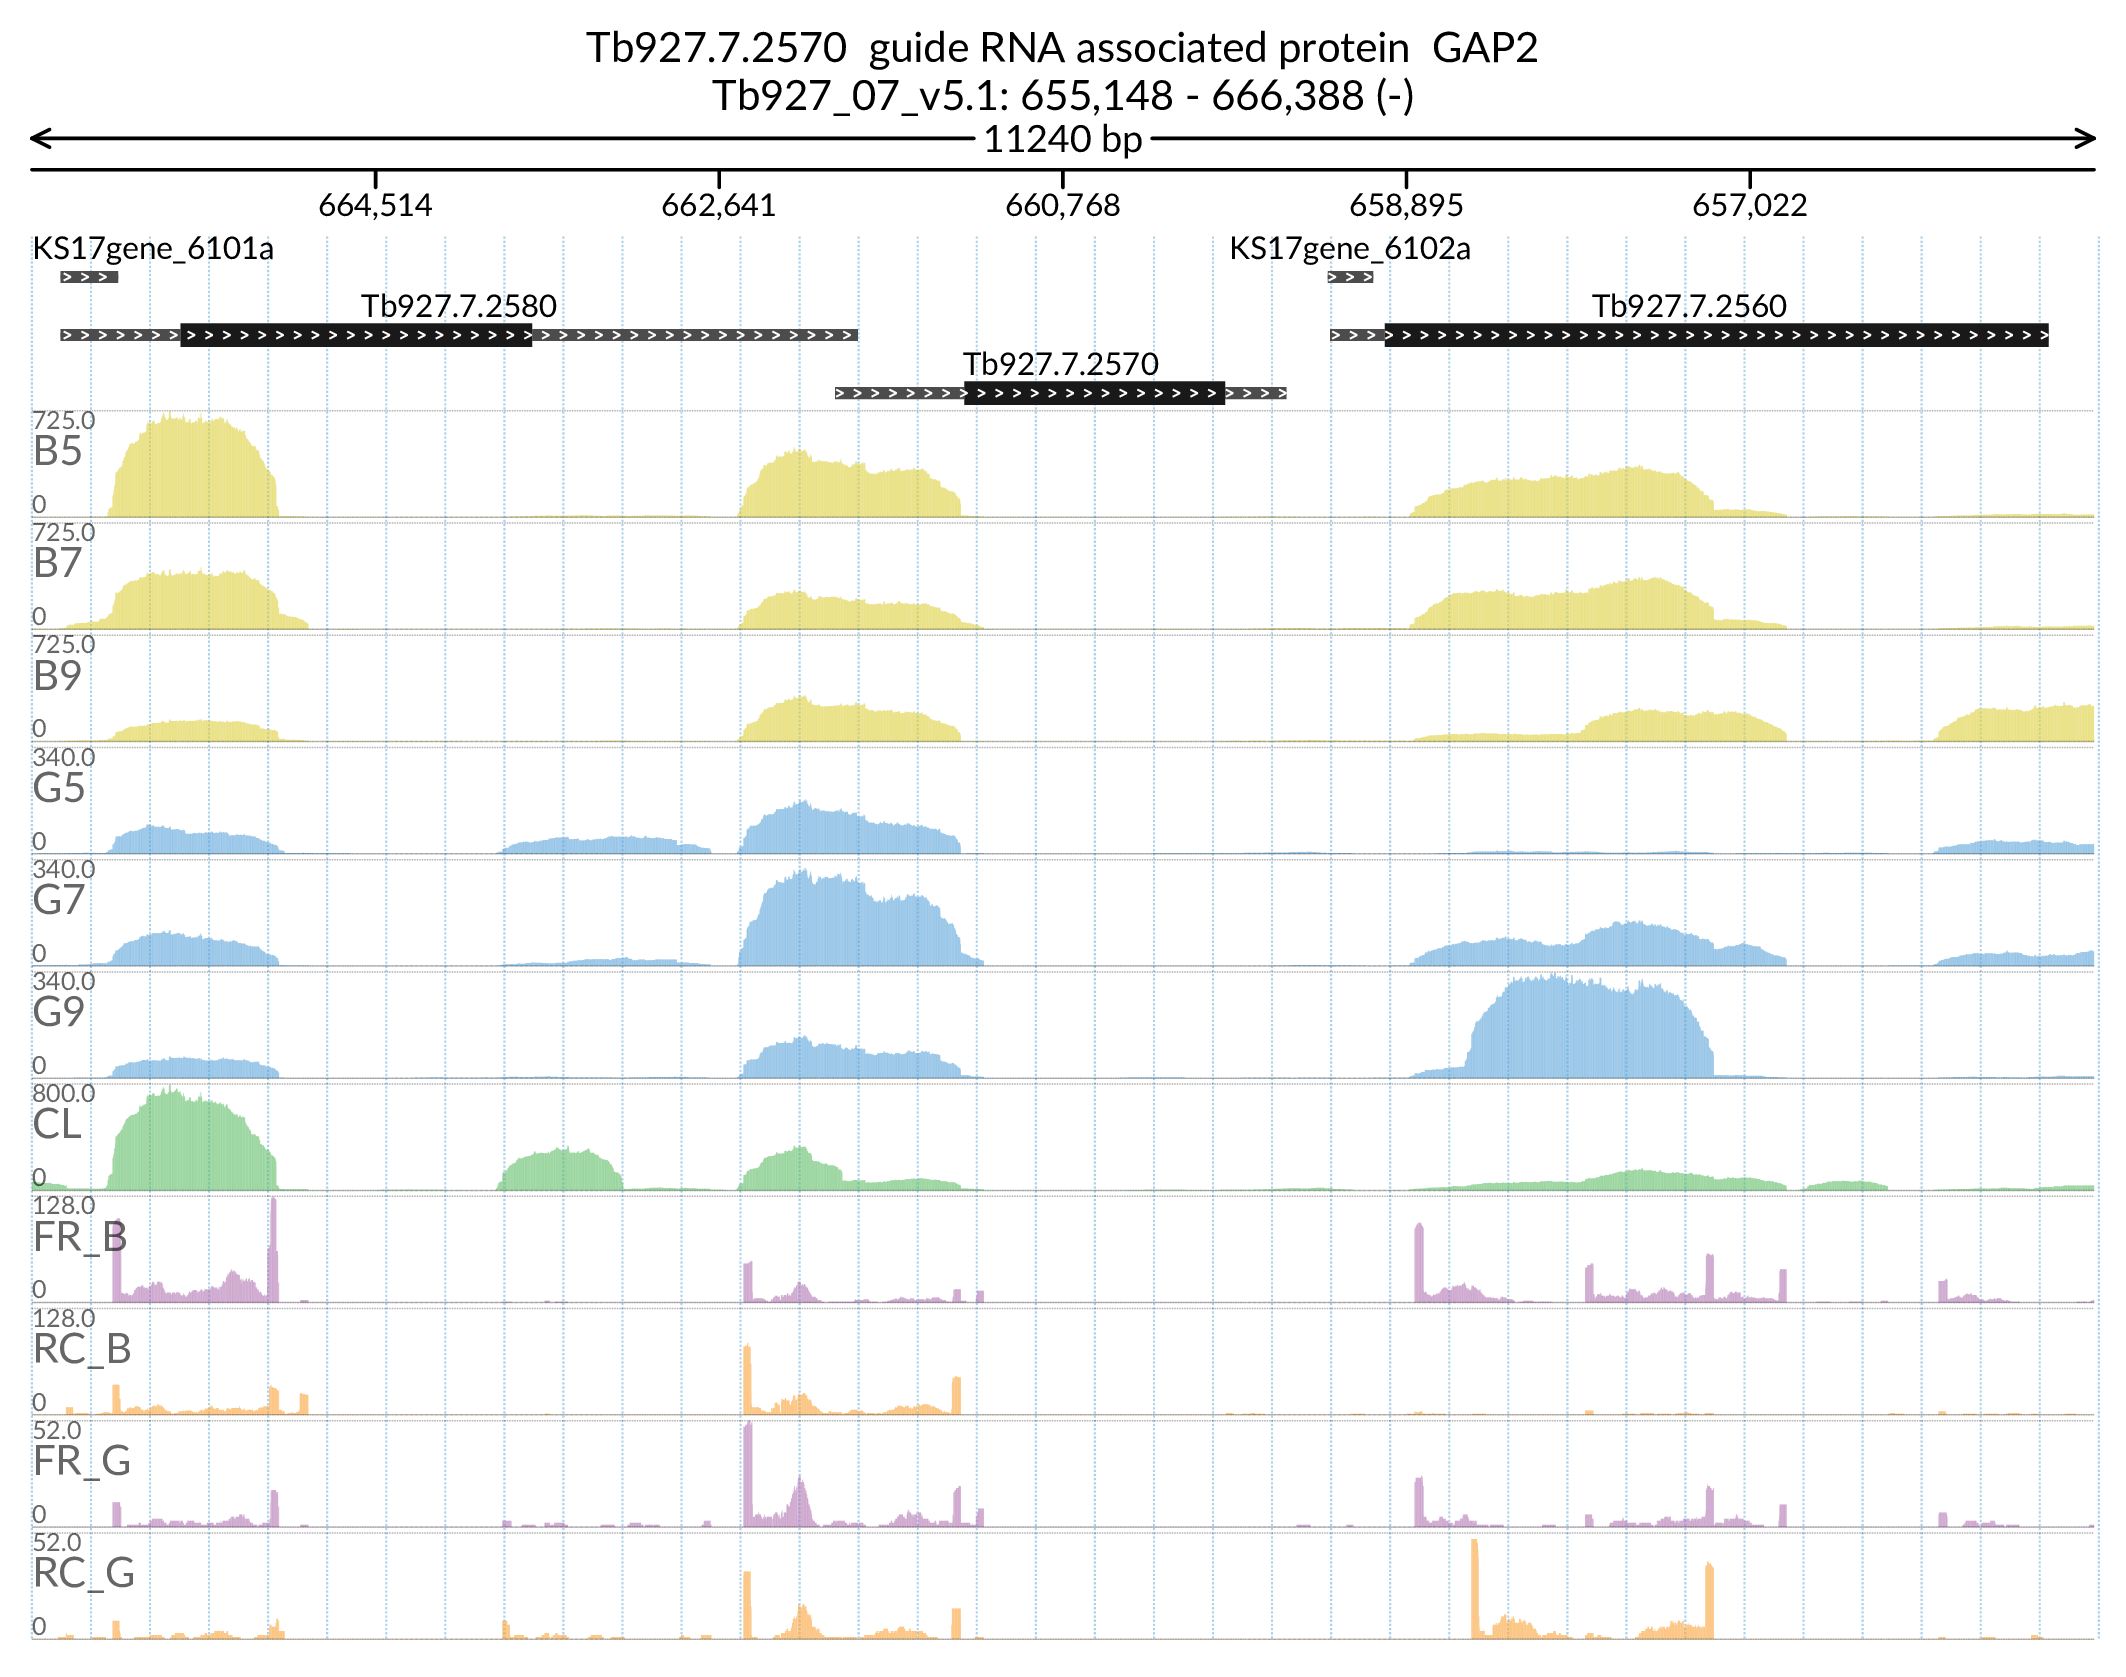 Tb927.7.2570  guide RNA associated protein  GAP2
Tb927_07_v5.1: 655,148 - 666,388 (-)
11240 bp
664,514 662,641 660,768 658,895 657,022
KS17gene_6101a KS17gene_6102a
Tb927.7.2580 Tb927.7.2560
Tb927.7.2570
725.0
B5
0
725.0
B7
0
725.0
B9
0
340.0
G5
0
340.0
G7
0
340.0
G9
0
800.0
CL
0
128.0
FR_B
0
128.0
RC_B
0
52.0
FR_G
0
52.0
RC_G
0